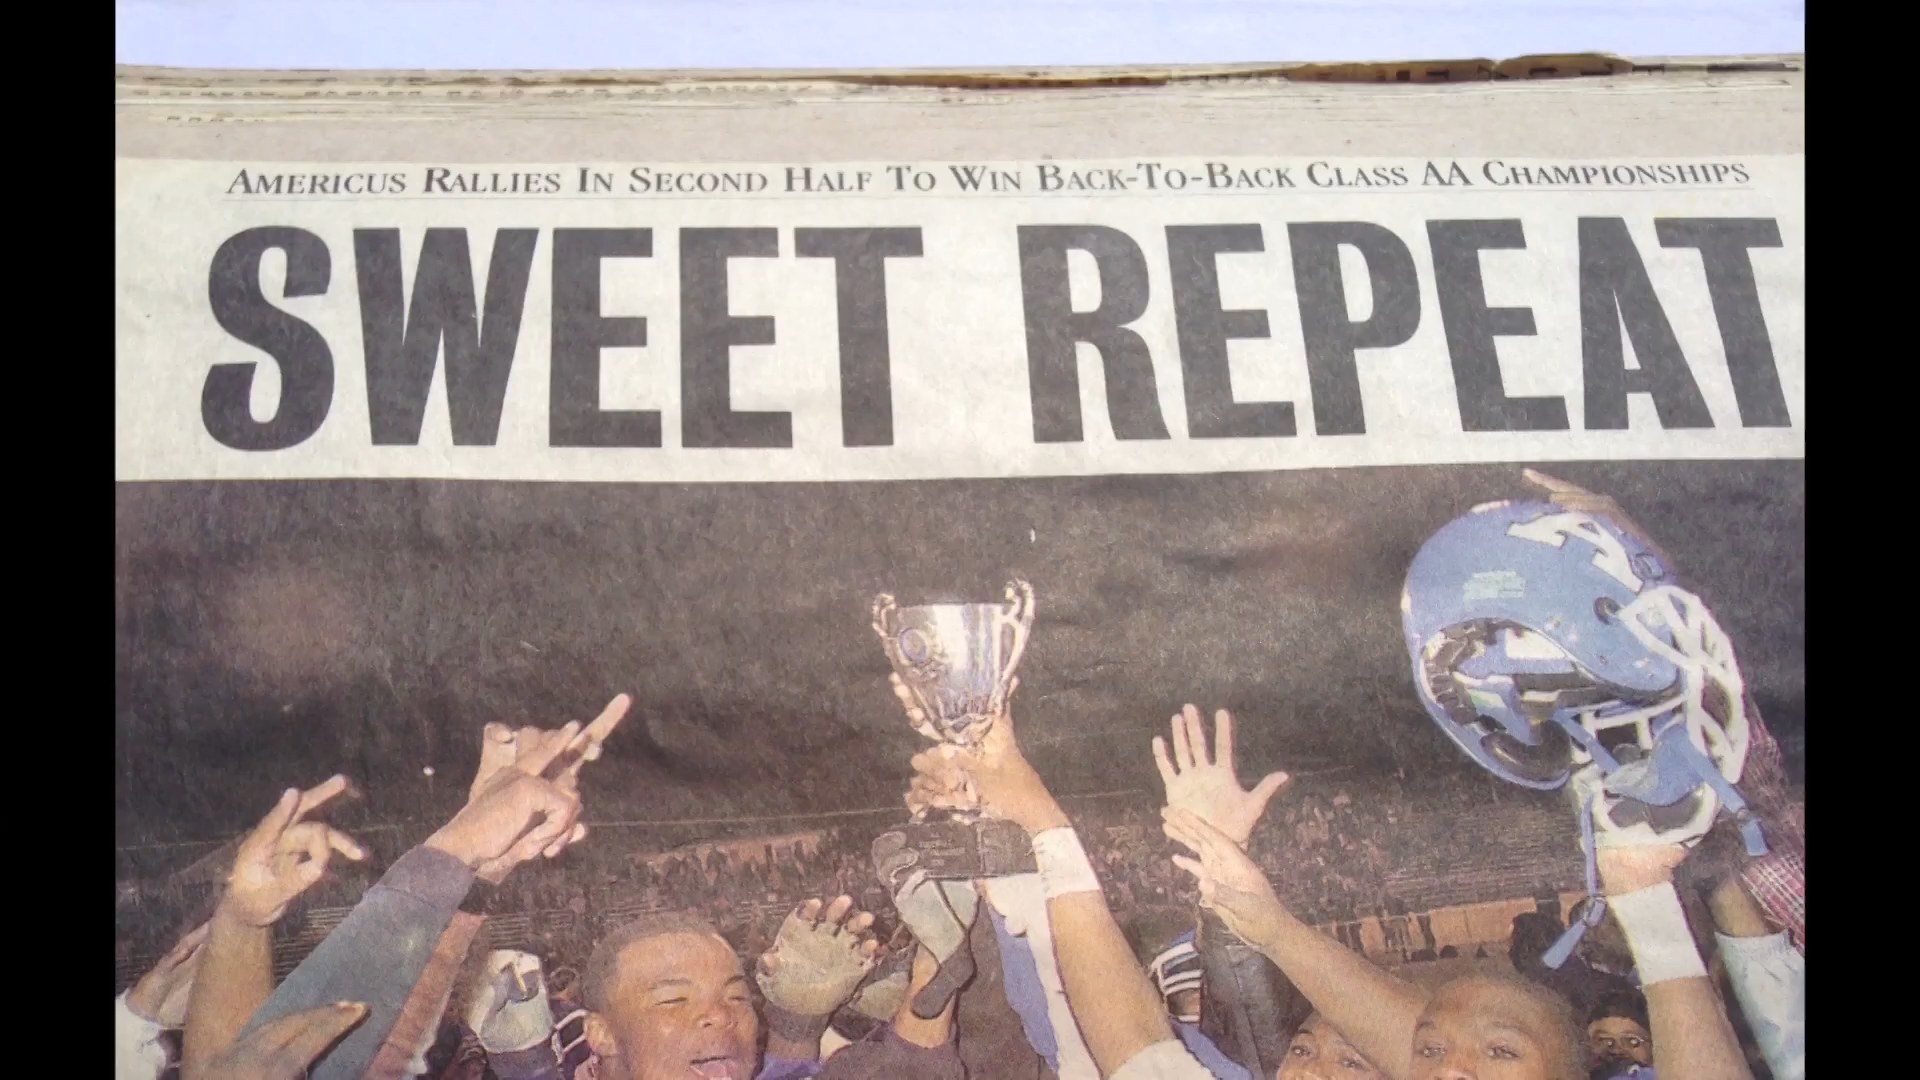 AMERICUS RALLIES IN SECOND HALF TO WIN BACK-TO-BACK CLASS AA CHAMPIONSHIPS
SWEET REPEAT
A